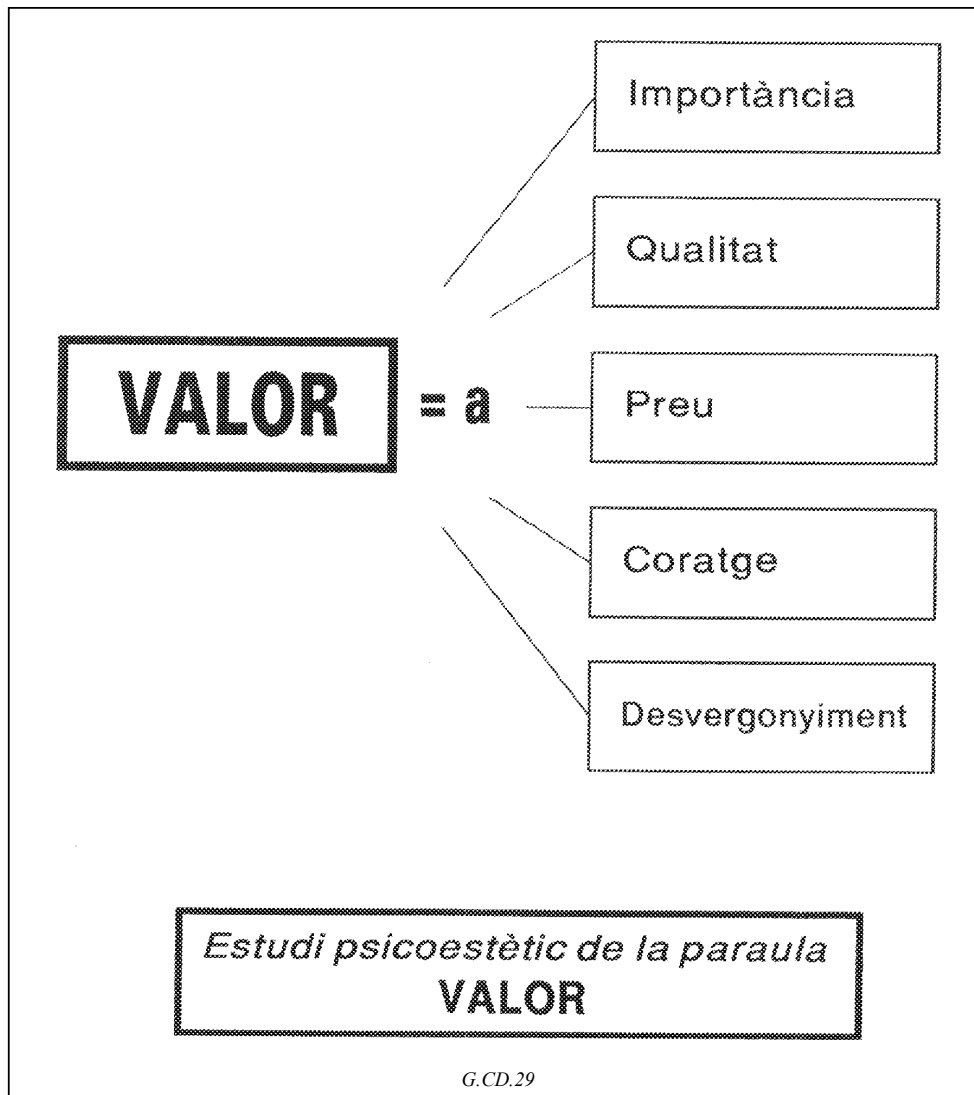 Importància
Qualitat
VALOR = a
Preu
Coratge
Desvergonyiment
Estudi psicoestètic de la paraula
VALOR
G.CD.29